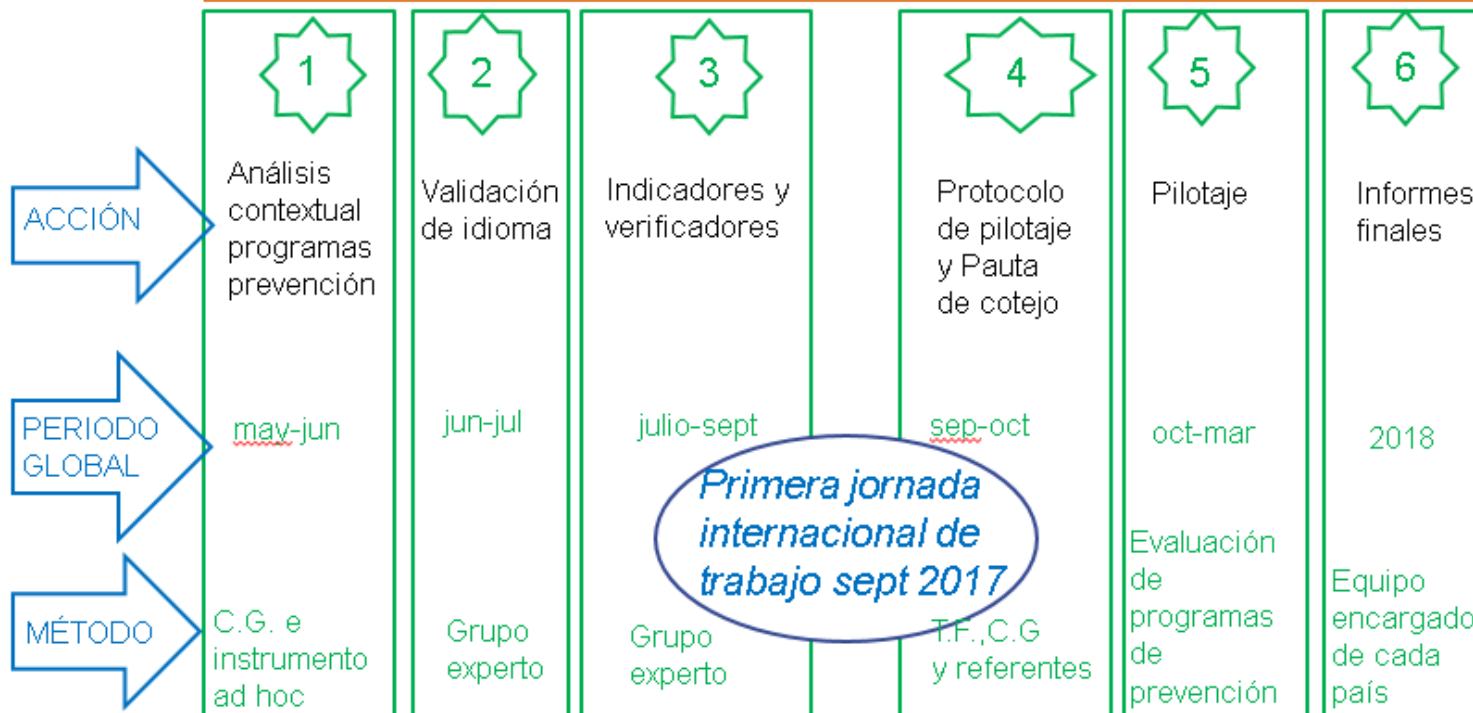 1
2
3
4
5
6
ACCIÓN
Análisis
contextual
programas
prevención
Validación
de idioma
Indicadores y
verificadores
Protocolo
de pilotaje
y Pauta
de cotejo
Pilotaje
Informes
finales
PERIODO
GLOBAL
may-jun
jun-jul
julio-sept
sep-oct
oct-mar
2018
Primera jornada
internacional de
trabajo sept 2017
MÉTODO
C.G. e
instrumento
ad hoc
Grupo
experto
Grupo
experto
T.F.,C.G
y referentes
Evaluación
de
programas
de
prevención
Equipo
encargado
de cada
país